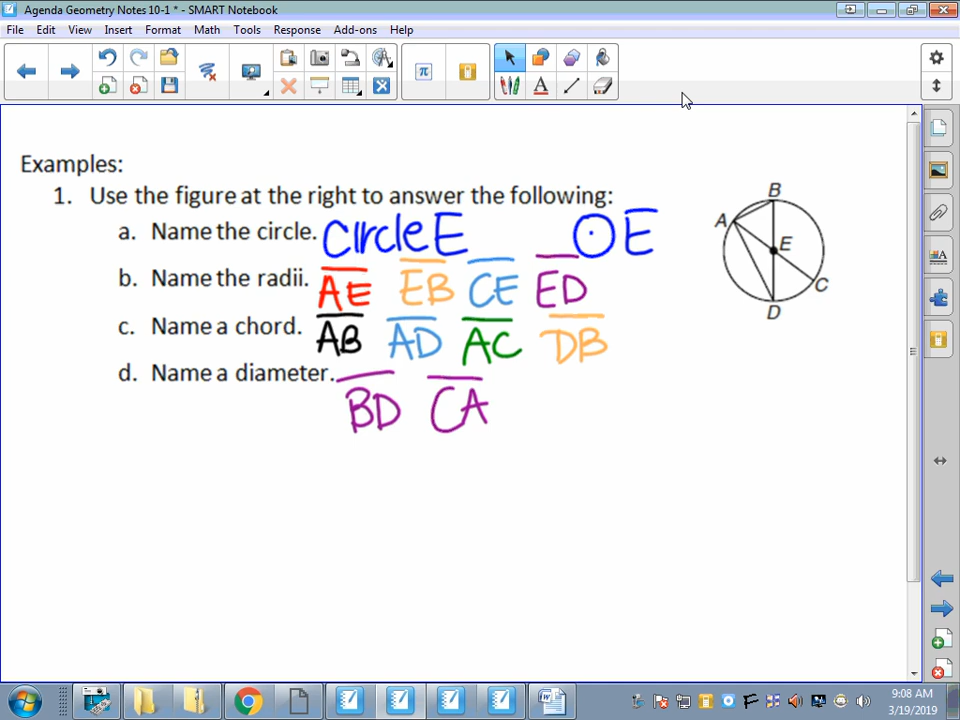 Agenda Geometry Notes 10-1 * - SMART Notebook
File Edit View Insert Format Math Tools Response Add-ons Help
Examples:
1. Use the figure at the right to answer the following:
a. Name the circle. Circle E ⊙E
b. Name the radii. AE EB CE ED
c. Name a chord. AB AD AC DB
d. Name a diameter.
BD CA
B
A
E
C
D
9:08 AM
3/19/2019